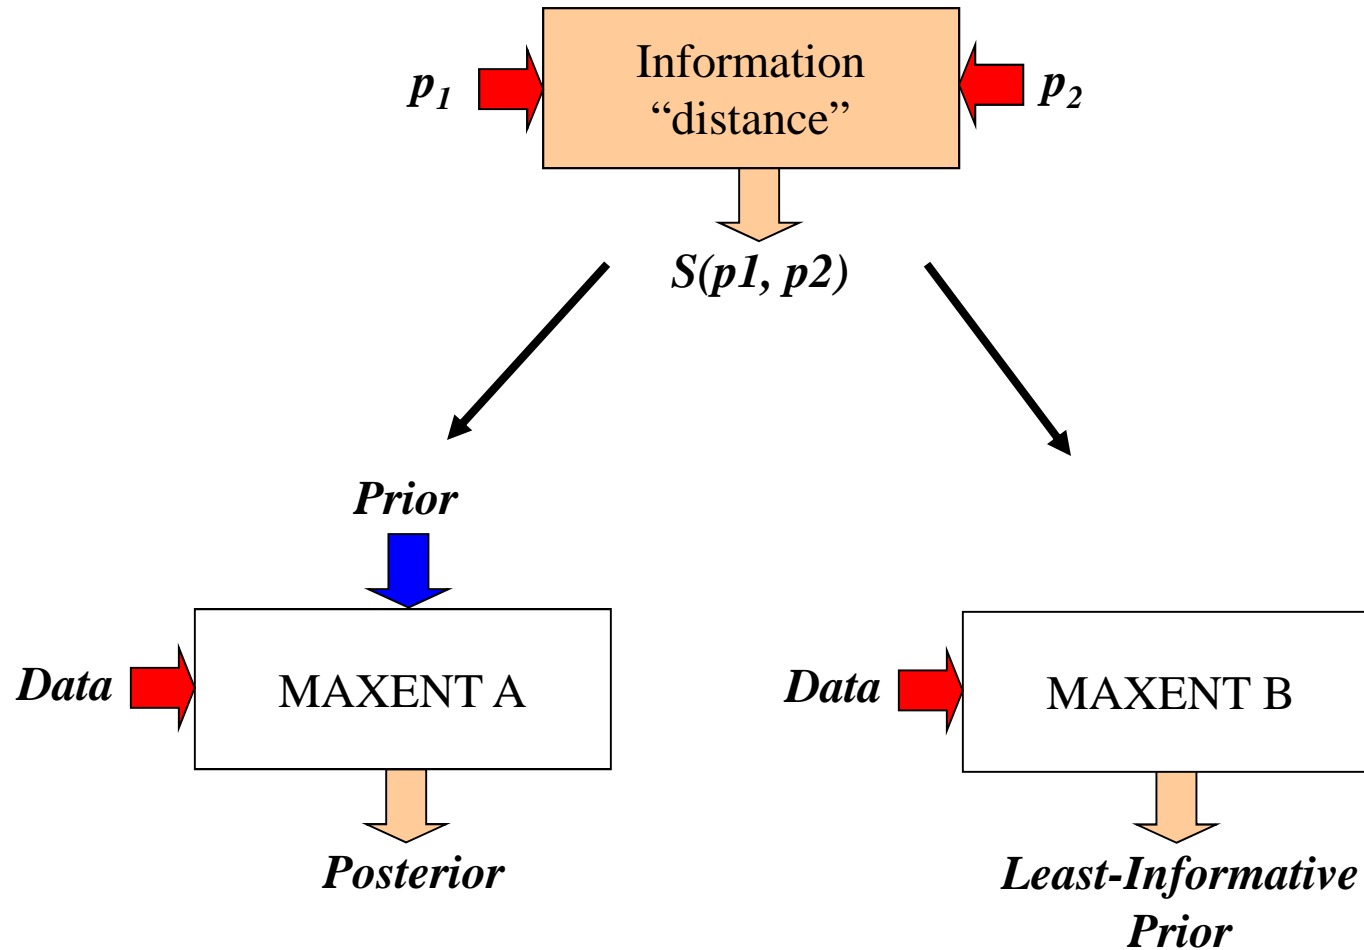 Information
“distance”
p₁
p₂
S(p1, p2)
Prior
Data
MAXENT A
Data
MAXENT B
Posterior
Least-Informative
Prior